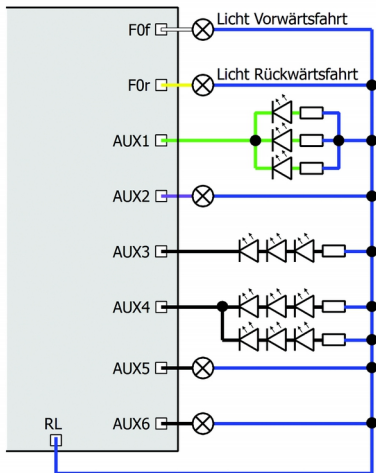 F0f
Licht Vorwärtsfahrt
F0r
Licht Rückwärtsfahrt
AUX1
AUX2
AUX3
AUX4
AUX5
AUX6
RL